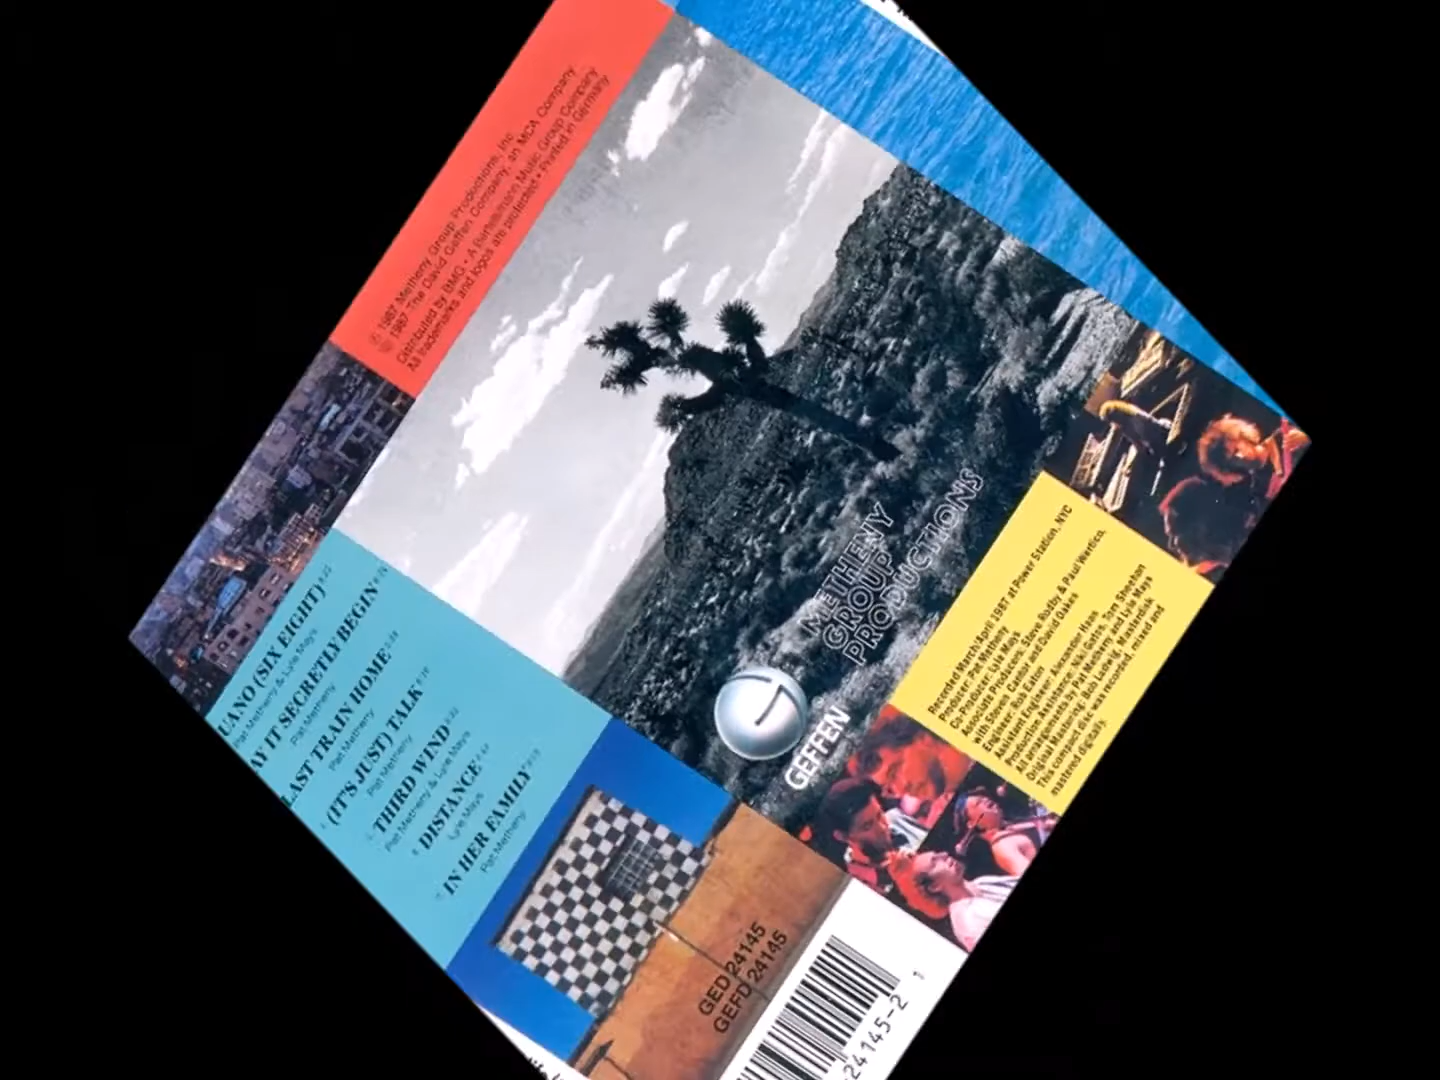 ℗ 1987 Metheny Group Productions, Inc.
1987 The David Geffen Company, an MCA Company
Distributed by BMG • A Bertelsmann Music Group Company
All trademarks and logos are protected • Printed in Germany
UANO (SIX EIGHT)
Pat Metheny & Lyle Mays
AY IT SECRETLY BEGIN
Pat Metheny
LAST TRAIN HOME
Pat Metheny
(IT'S JUST) TALK
Pat Metheny
THIRD WIND
Pat Metheny & Lyle Mays
DISTANCE
Lyle Mays
IN HER FAMILY
Pat Metheny
METHENY
GROUP
PRODUCTIONS
GEFFEN
Recorded March/April 1987 at Power Station, NYC
Producer: Pat Metheny
Co-Producer: Lyle Mays
Associate Producers: Steve Rodby & Paul Wertico,
with Steven Cantor and David Oakes
Engineer: Rob Eaton
Assistant Engineer: Alexander Haas
Production Assistance: Nan Gatto, Tom Sheehan
All arrangements by Pat Metheny and Lyle Mays
Original Mastering: Bob Ludwig, Masterdisk
This compact disc was recorded, mixed and
mastered digitally.
GED 24145
GEFD 24145
24145-2 1